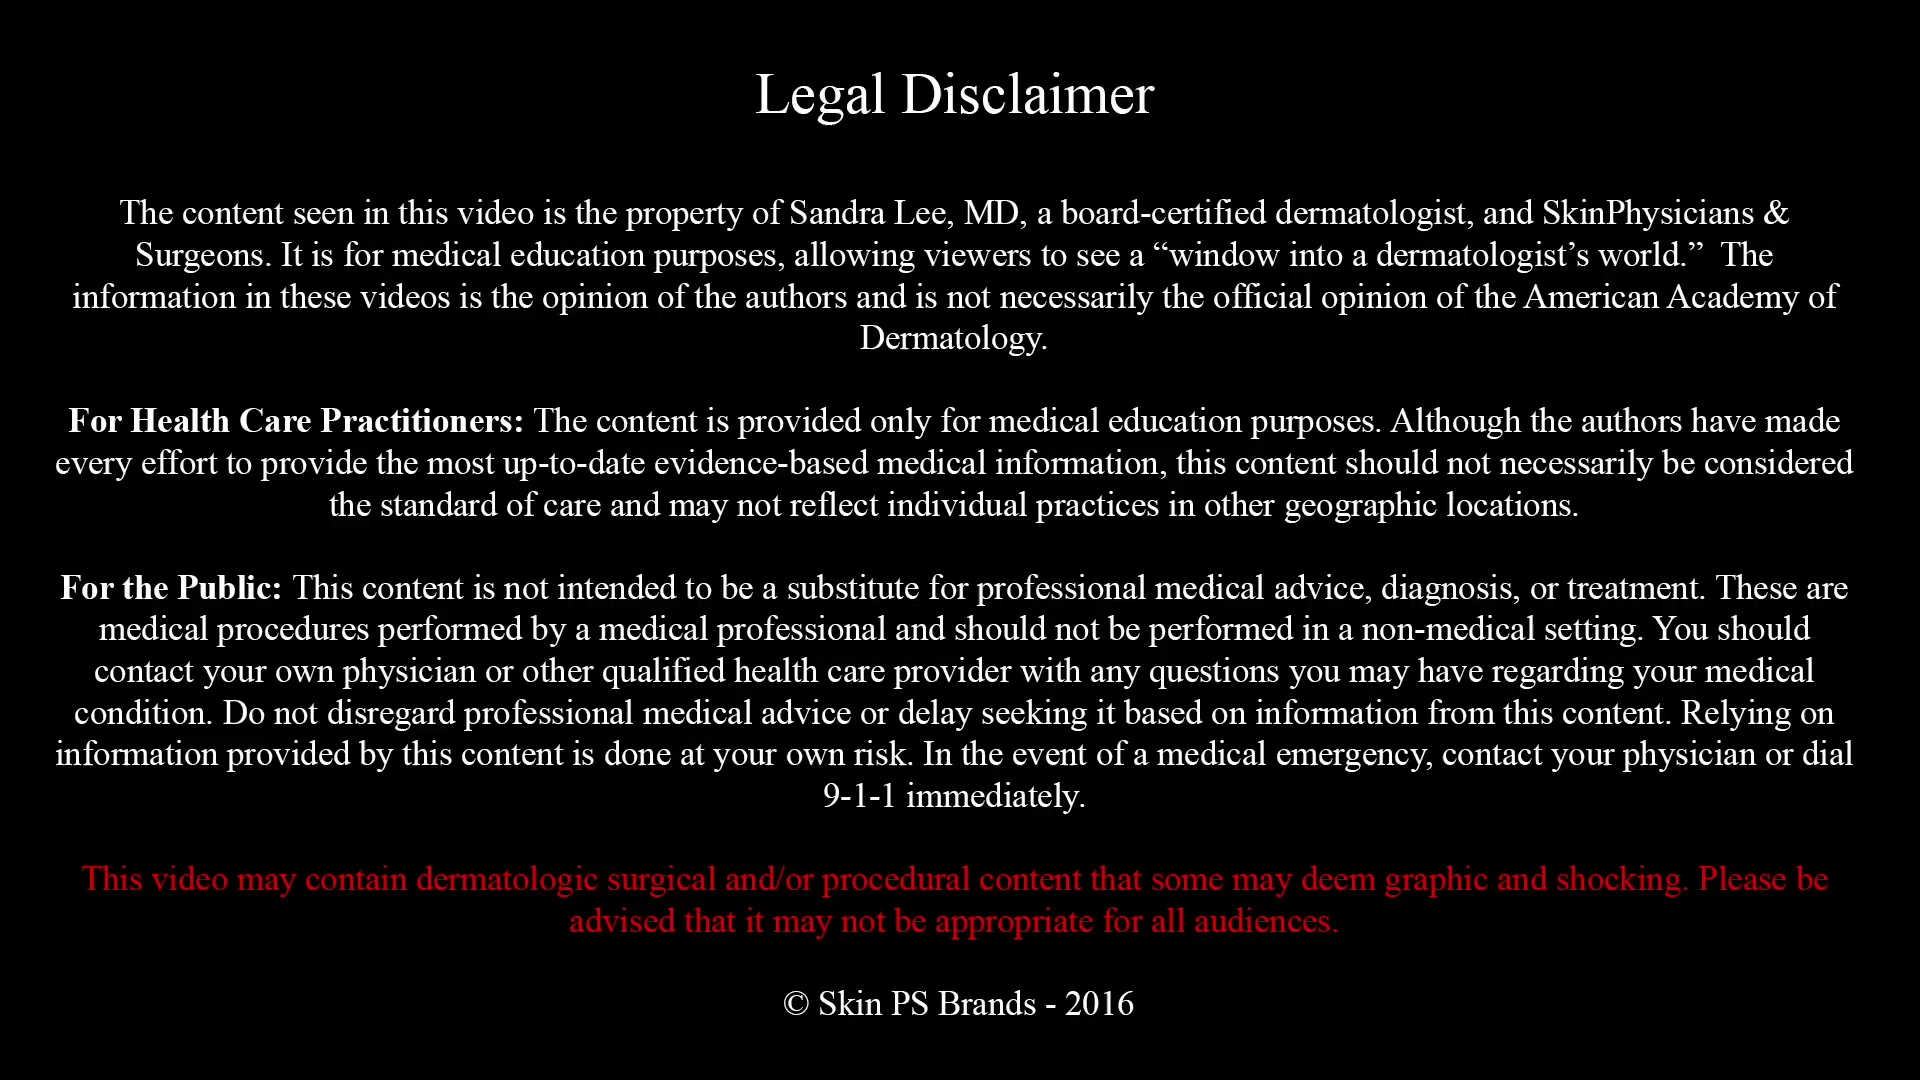 Legal Disclaimer
The content seen in this video is the property of Sandra Lee, MD, a board-certified dermatologist, and SkinPhysicians &
Surgeons. It is for medical education purposes, allowing viewers to see a “window into a dermatologist’s world.”  The
information in these videos is the opinion of the authors and is not necessarily the official opinion of the American Academy of
Dermatology.
For Health Care Practitioners: The content is provided only for medical education purposes. Although the authors have made
every effort to provide the most up-to-date evidence-based medical information, this content should not necessarily be considered
the standard of care and may not reflect individual practices in other geographic locations.
For the Public: This content is not intended to be a substitute for professional medical advice, diagnosis, or treatment. These are
medical procedures performed by a medical professional and should not be performed in a non-medical setting. You should
contact your own physician or other qualified health care provider with any questions you may have regarding your medical
condition. Do not disregard professional medical advice or delay seeking it based on information from this content. Relying on
information provided by this content is done at your own risk. In the event of a medical emergency, contact your physician or dial
9-1-1 immediately.
This video may contain dermatologic surgical and/or procedural content that some may deem graphic and shocking. Please be
advised that it may not be appropriate for all audiences.
© Skin PS Brands - 2016